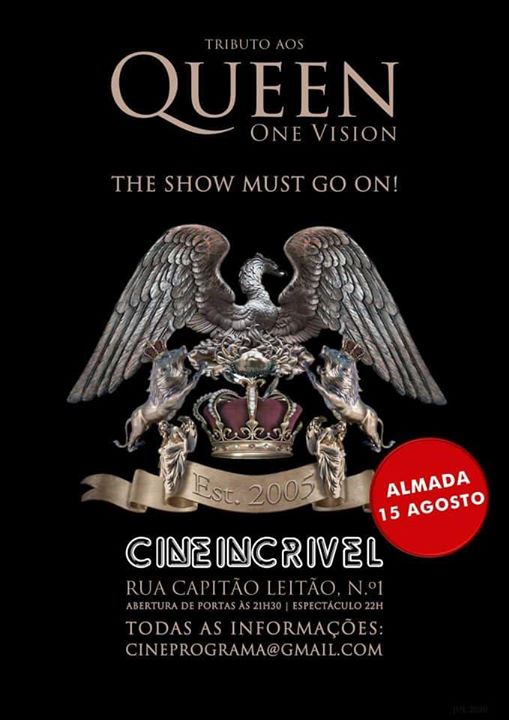 TRIBUTO AOS
QUEEN
ONE VISION
THE SHOW MUST GO ON!
Est. 2005
ALMADA
15 AGOSTO
CINEINCRIVEL
RUA CAPITÃO LEITÃO, N.º1
ABERTURA DE PORTAS ÀS 21H30 | ESPECTÁCULO 22H
TODAS AS INFORMAÇÕES:
CINEPROGRAMA@GMAIL.COM